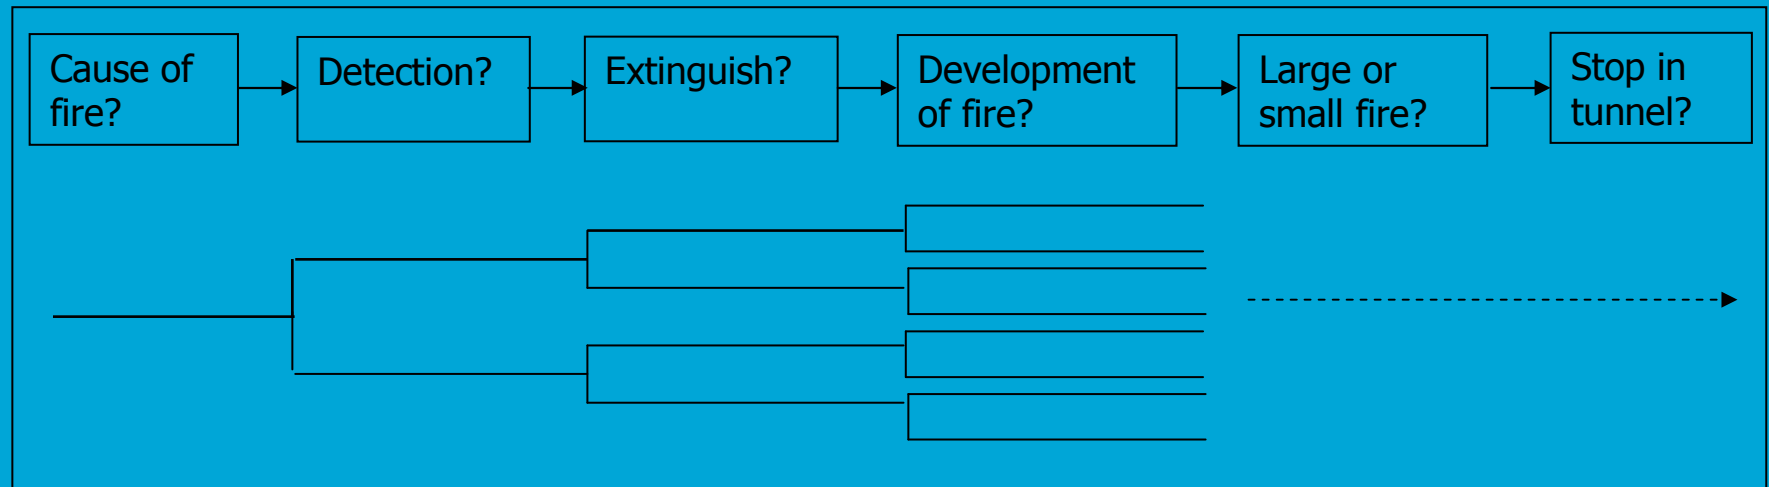 Cause of
fire?
Detection?
Extinguish?
Development
of fire?
Large or
small fire?
Stop in
tunnel?